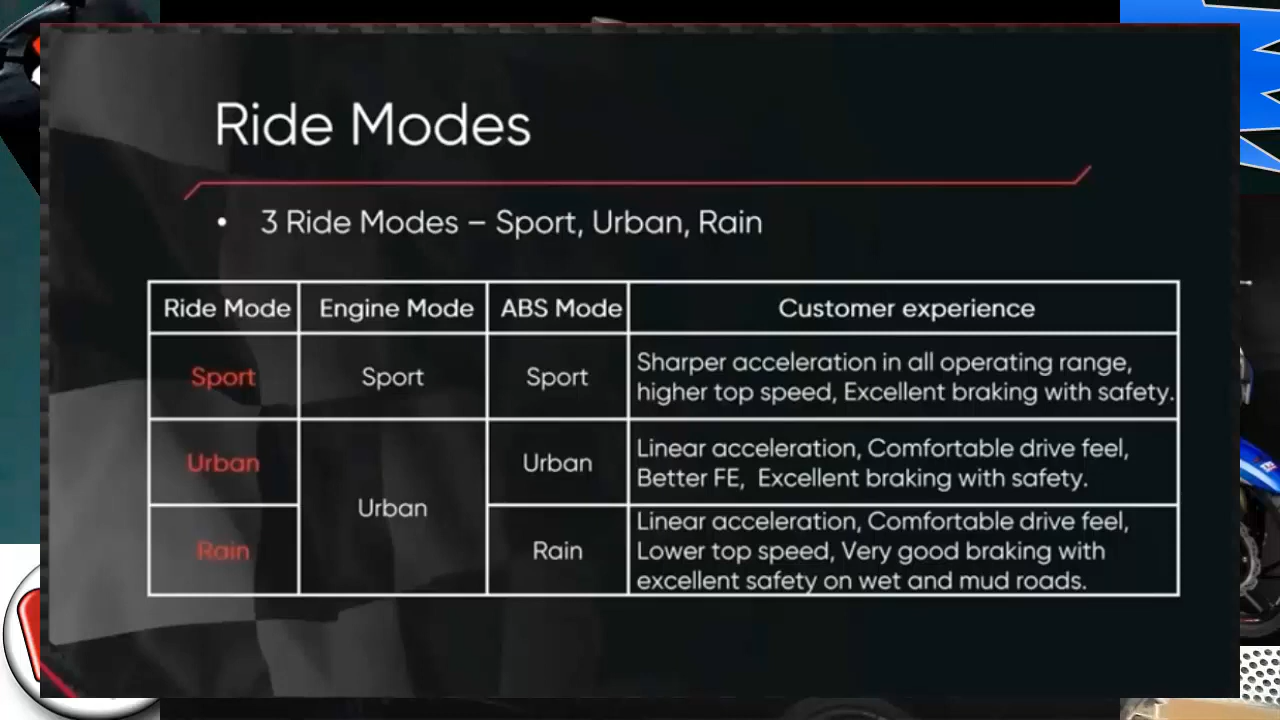 Ride Modes
• 3 Ride Modes – Sport, Urban, Rain
Ride Mode Engine Mode ABS Mode Customer experience
Sport Sport Sport Sharper acceleration in all operating range,
higher top speed, Excellent braking with safety.
Urban Urban Linear acceleration, Comfortable drive feel,
Better FE, Excellent braking with safety.
Urban
Rain Rain Linear acceleration, Comfortable drive feel,
Lower top speed, Very good braking with
excellent safety on wet and mud roads.